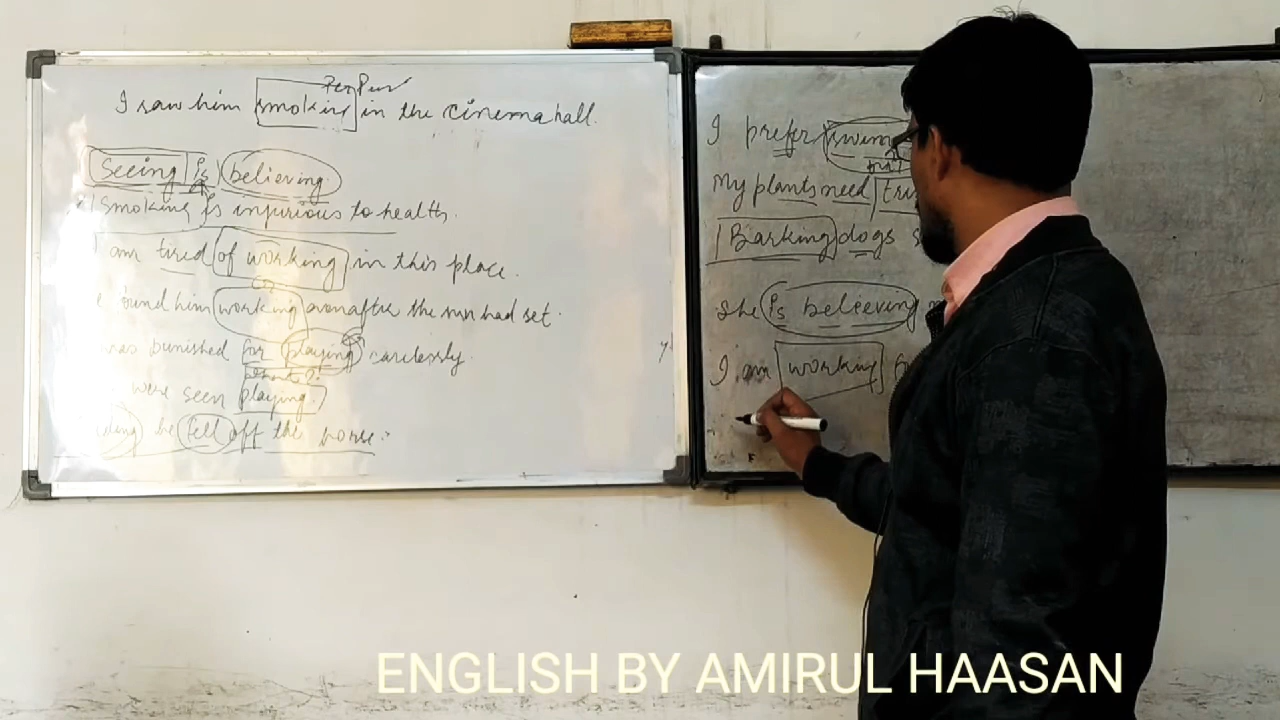 I saw him smoking in the cinema hall.
Seeing is believing.
Smoking is injurious to health.
I am tired of working in this place.
found him working even after the sun had set.
was punished for playing carelessly.
were seen playing.
he fell off the horse.
I prefer swim
My plants need tri
Barking dogs s
She is believing
I am working f
ENGLISH BY AMIRUL HAASAN